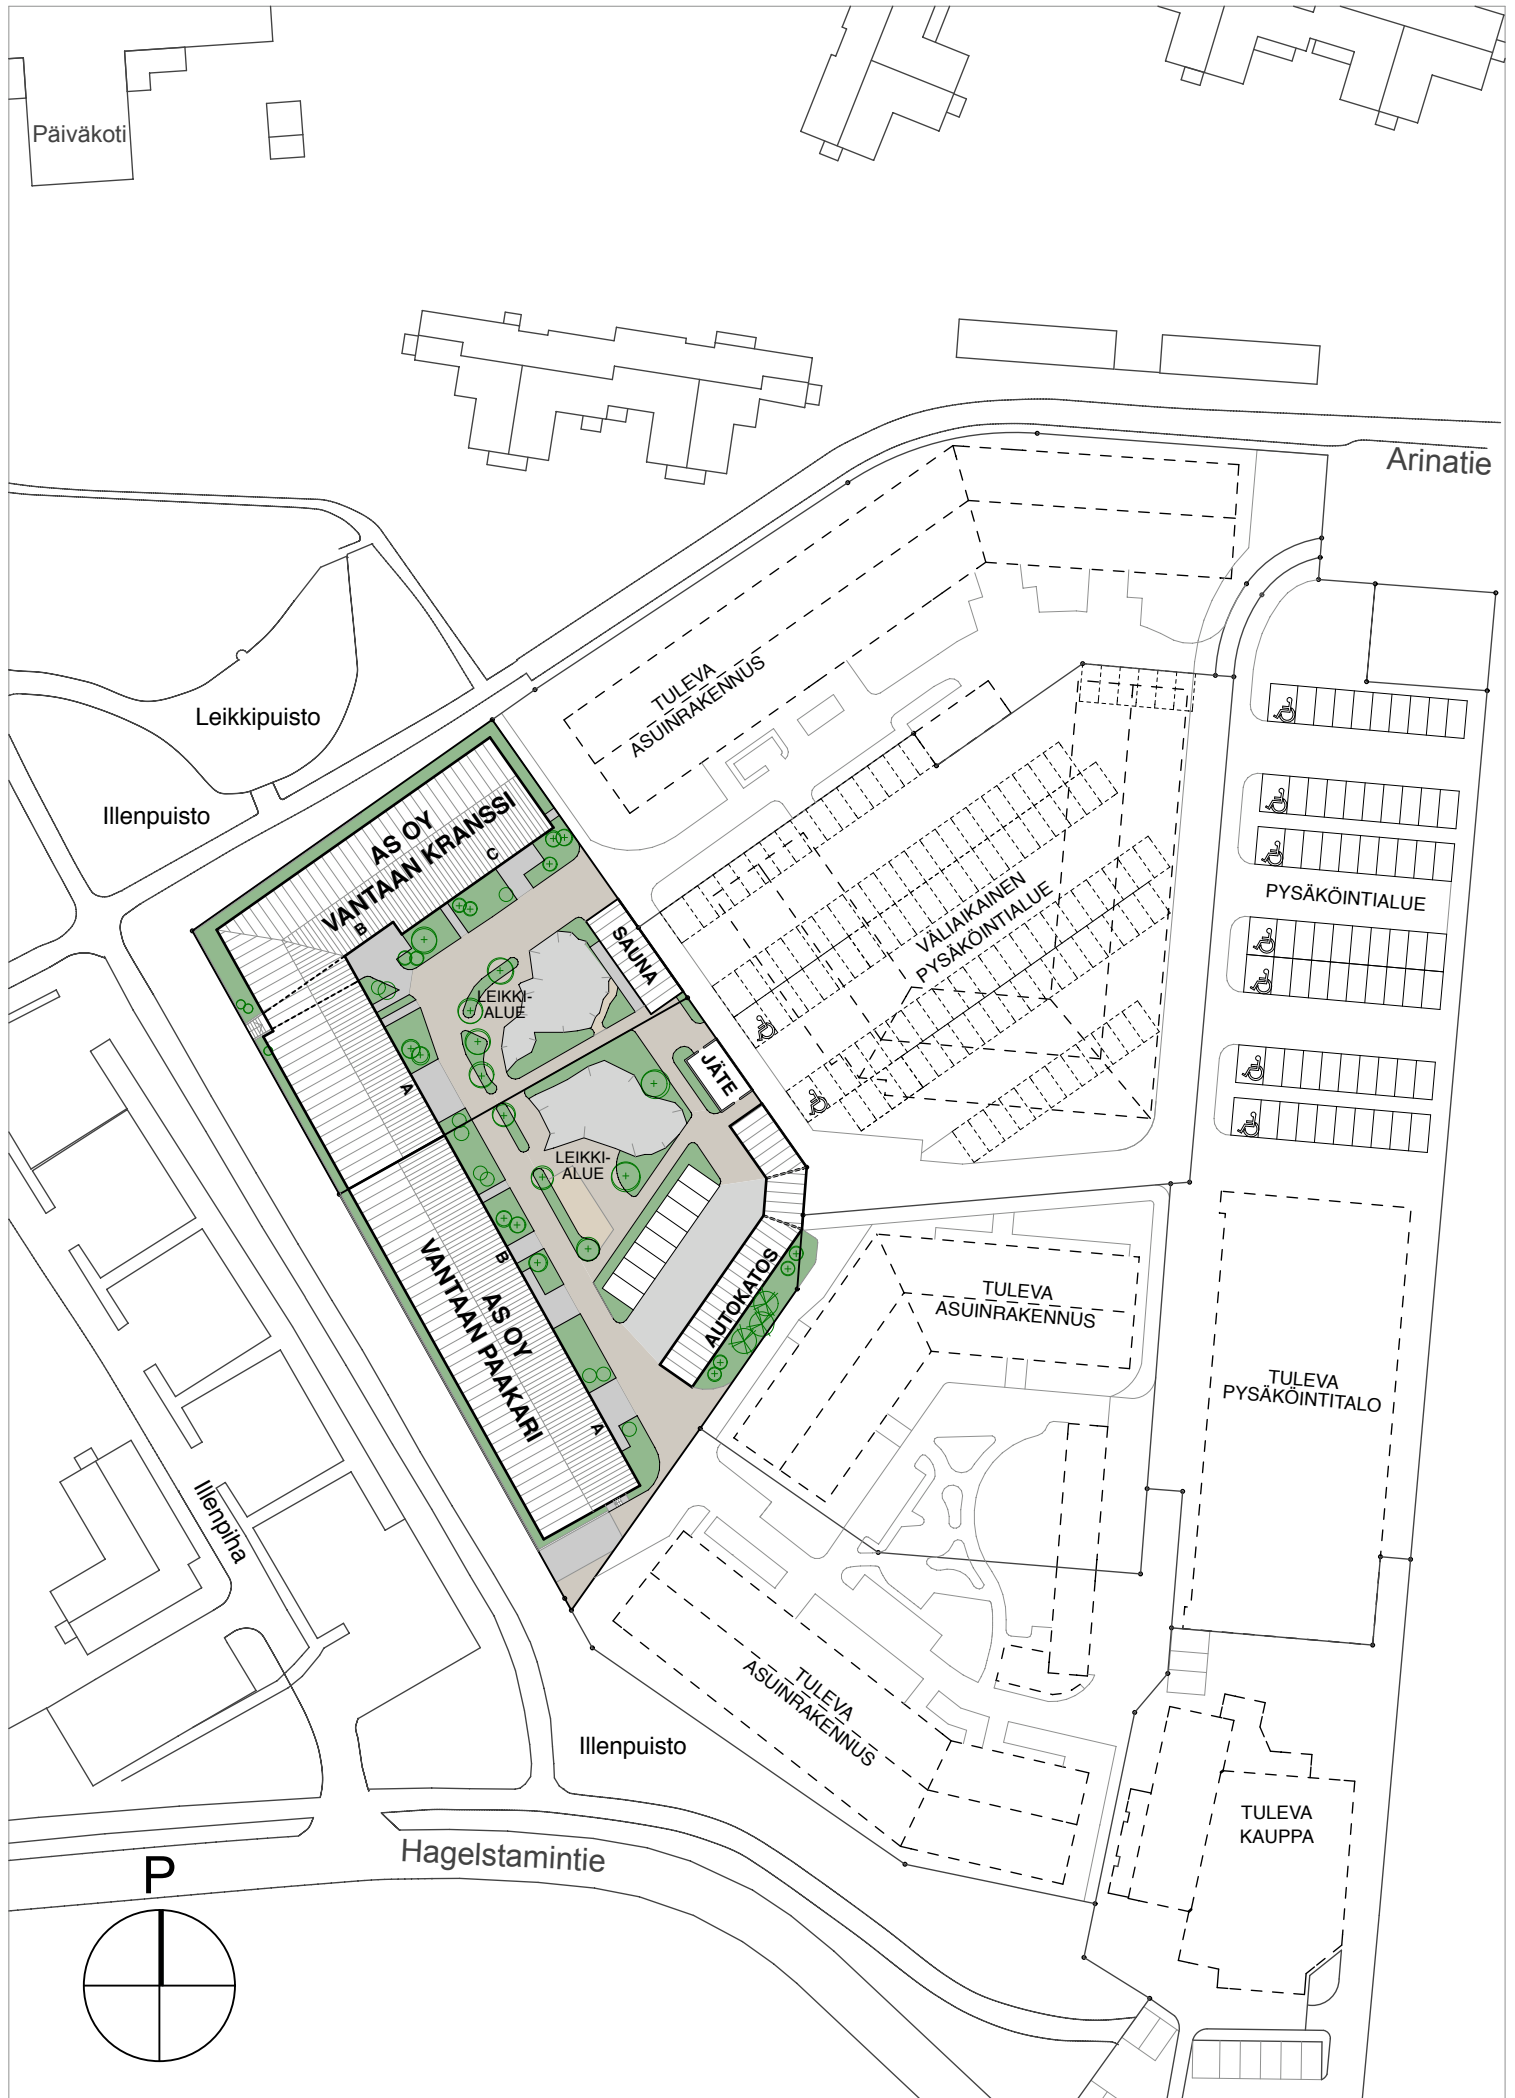 Päiväkoti
Arinatie
Leikkipuisto
Illenpuisto
TULEVA
ASUINRAKENNUS
AS OY
VANTAAN KRANSSI
B
C
A
SAUNA
LEIKKI-
ALUE
VÄLIAIKAINEN
PYSÄKÖINTIALUE
PYSÄKÖINTIALUE
JÄTE
LEIKKI-
ALUE
AS OY
VANTAAN PAAKARI
B
A
AUTOKATOS
TULEVA
ASUINRAKENNUS
TULEVA
PYSÄKÖINTITALO
Illenpiha
TULEVA
ASUINRAKENNUS
Illenpuisto
TULEVA
KAUPPA
Hagelstamintie
P